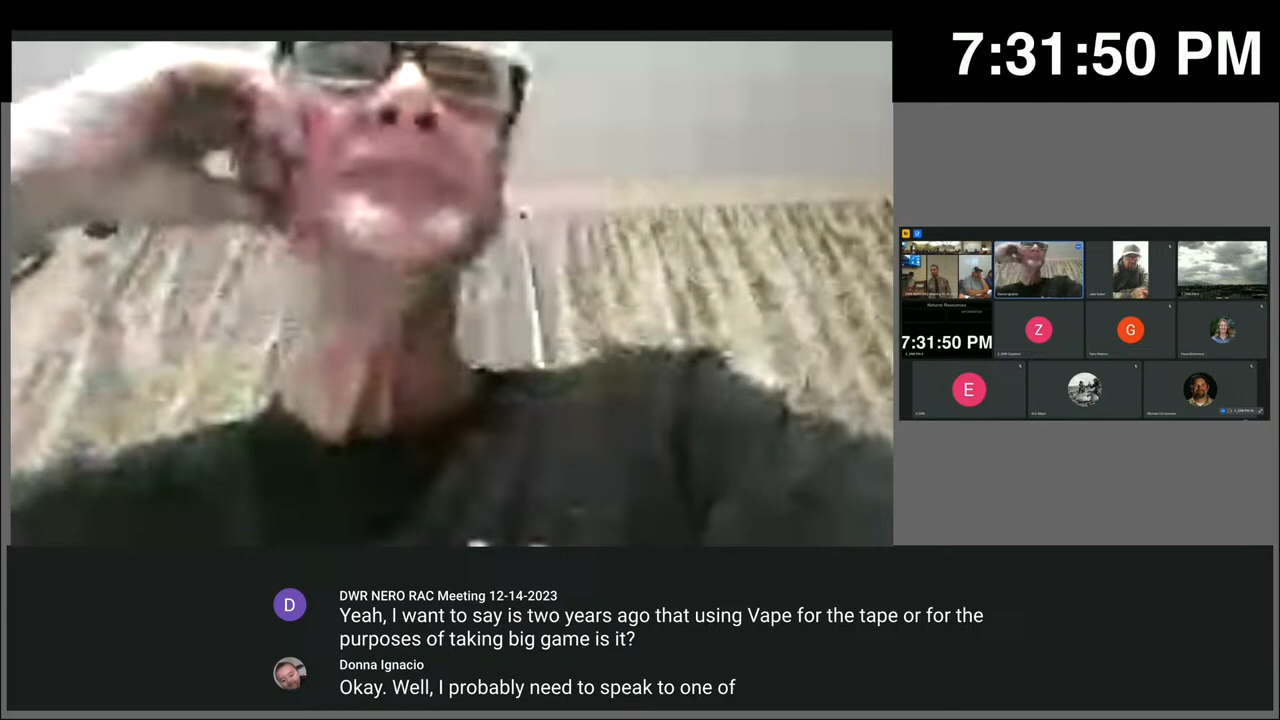 7:31:50 PM
7:31:50 PM
Z
G
E
D
DWR NERO RAC Meeting 12-14-2023
Yeah, I want to say is two years ago that using Vape for the tape or for the
purposes of taking big game is it?
Donna Ignacio
Okay. Well, I probably need to speak to one of